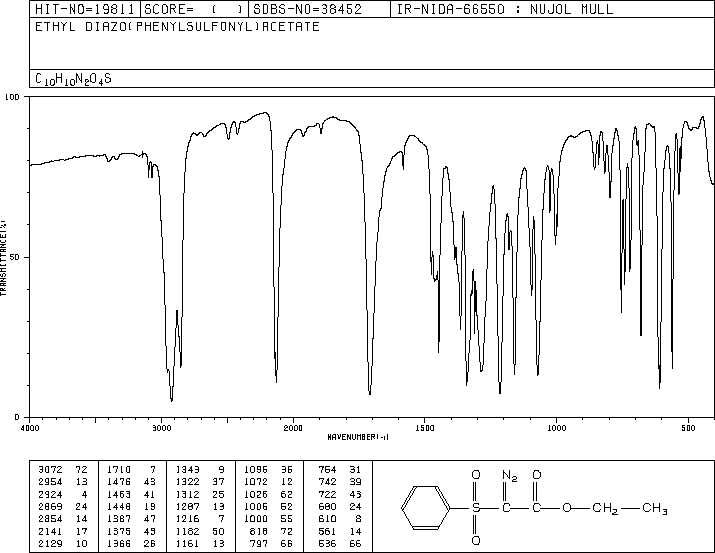 HIT-NO=19811 SCORE= ( ) SDBS-NO=38452 IR-NIDA-66550 : NUJOL MULL
ETHYL DIAZO(PHENYLSULFONYL)ACETATE
C10H10N2O4S
100
50
0
TRANSMITTANCE(%)
4000 3000 2000 1500 1000 500
WAVENUMBER(-1)
3072 72 1710 7 1343 9 1096 36 754 31
2954 13 1476 43 1322 37 1072 12 742 39
2924 4 1463 41 1312 25 1026 62 722 43
2869 24 1448 19 1287 13 1006 52 680 24
2854 14 1387 47 1216 7 1000 55 610 8
2141 17 1375 49 1182 50 818 72 561 14
2129 10 1366 26 1161 13 797 66 536 66
O N2 O
S C C O CH2 CH3
O